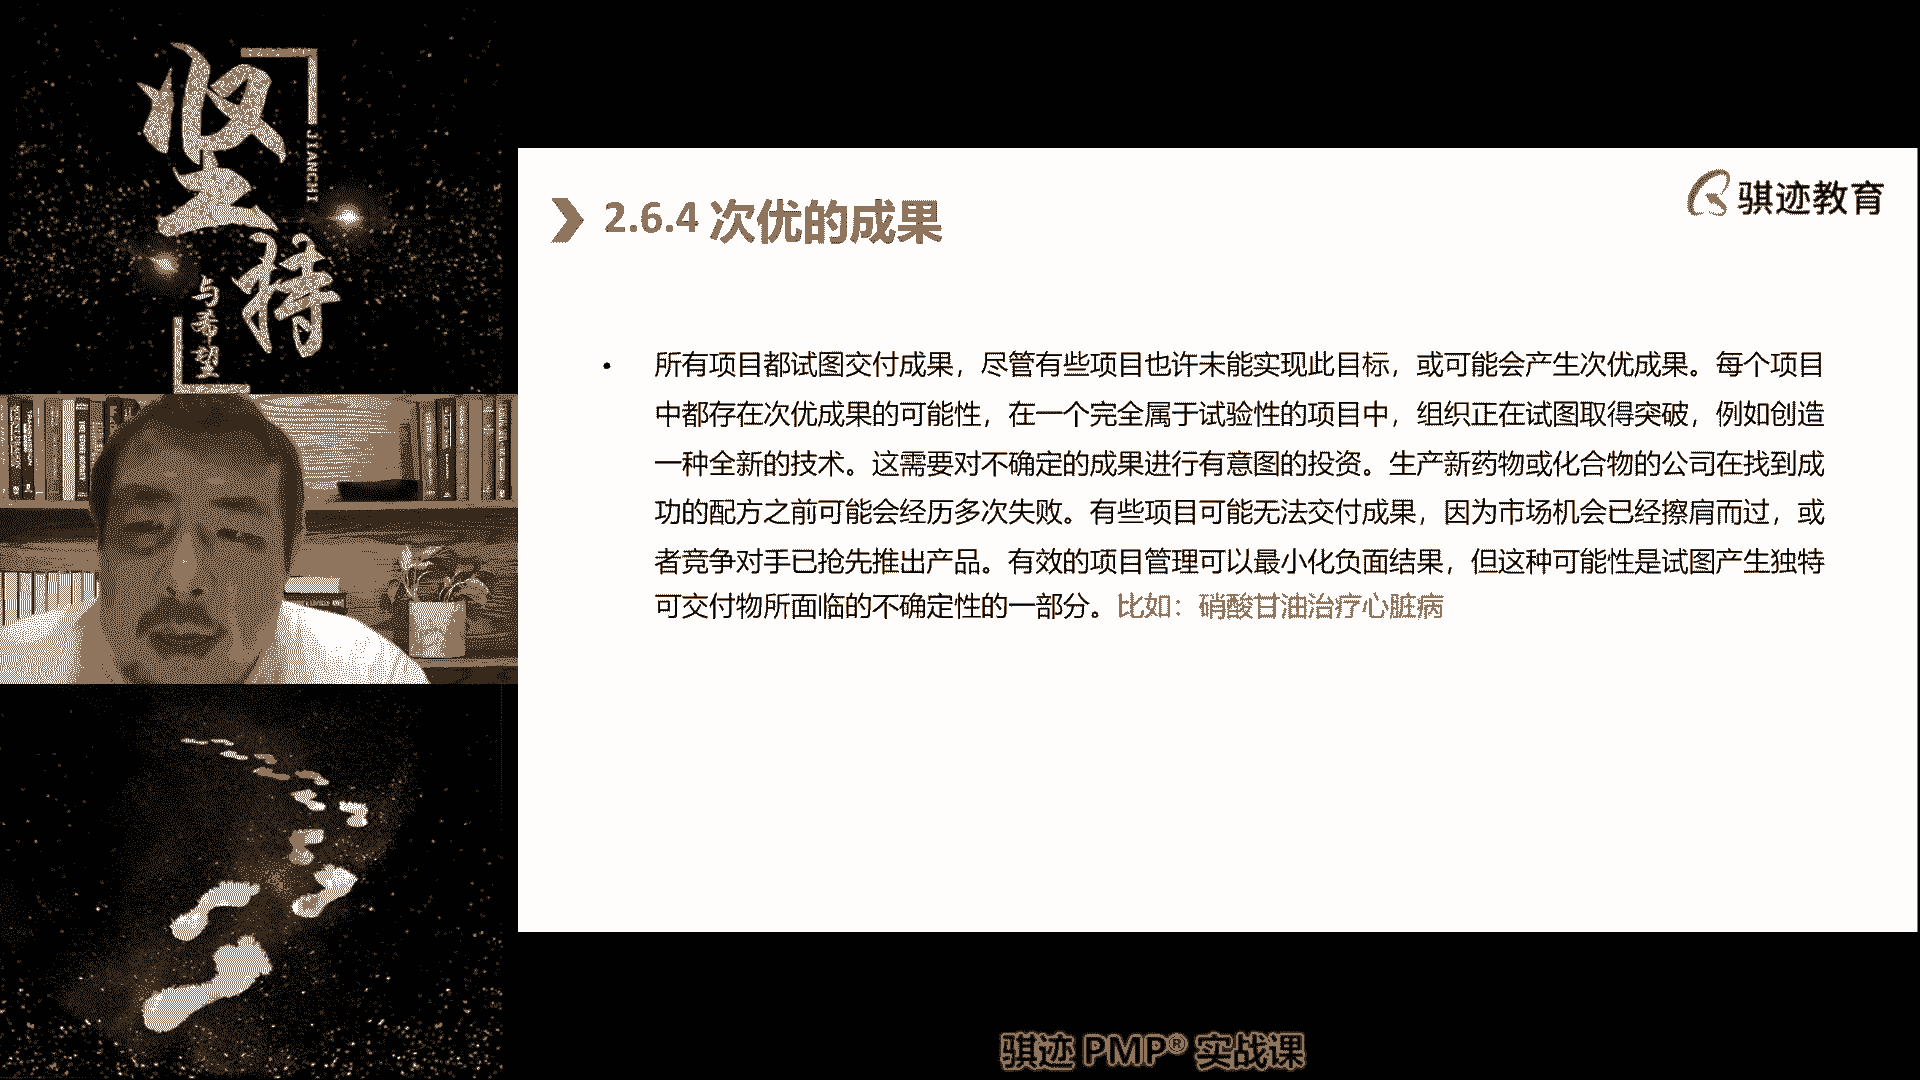 坚持
JIANCHI
与希望
骐迹教育
2.6.4 次优的成果
• 所有项目都试图交付成果，尽管有些项目也许未能实现此目标，或可能会产生次优成果。每个项目
中都存在次优成果的可能性，在一个完全属于试验性的项目中，组织正在试图取得突破，例如创造
一种全新的技术。这需要对不确定的成果进行有意图的投资。生产新药物或化合物的公司在找到成
功的配方之前可能会经历多次失败。有些项目可能无法交付成果，因为市场机会已经擦肩而过，或
者竞争对手已抢先推出产品。有效的项目管理可以最小化负面结果，但这种可能性是试图产生独特
可交付物所面临的不确定性的一部分。比如：硝酸甘油治疗心脏病
骐迹 PMP® 实战课